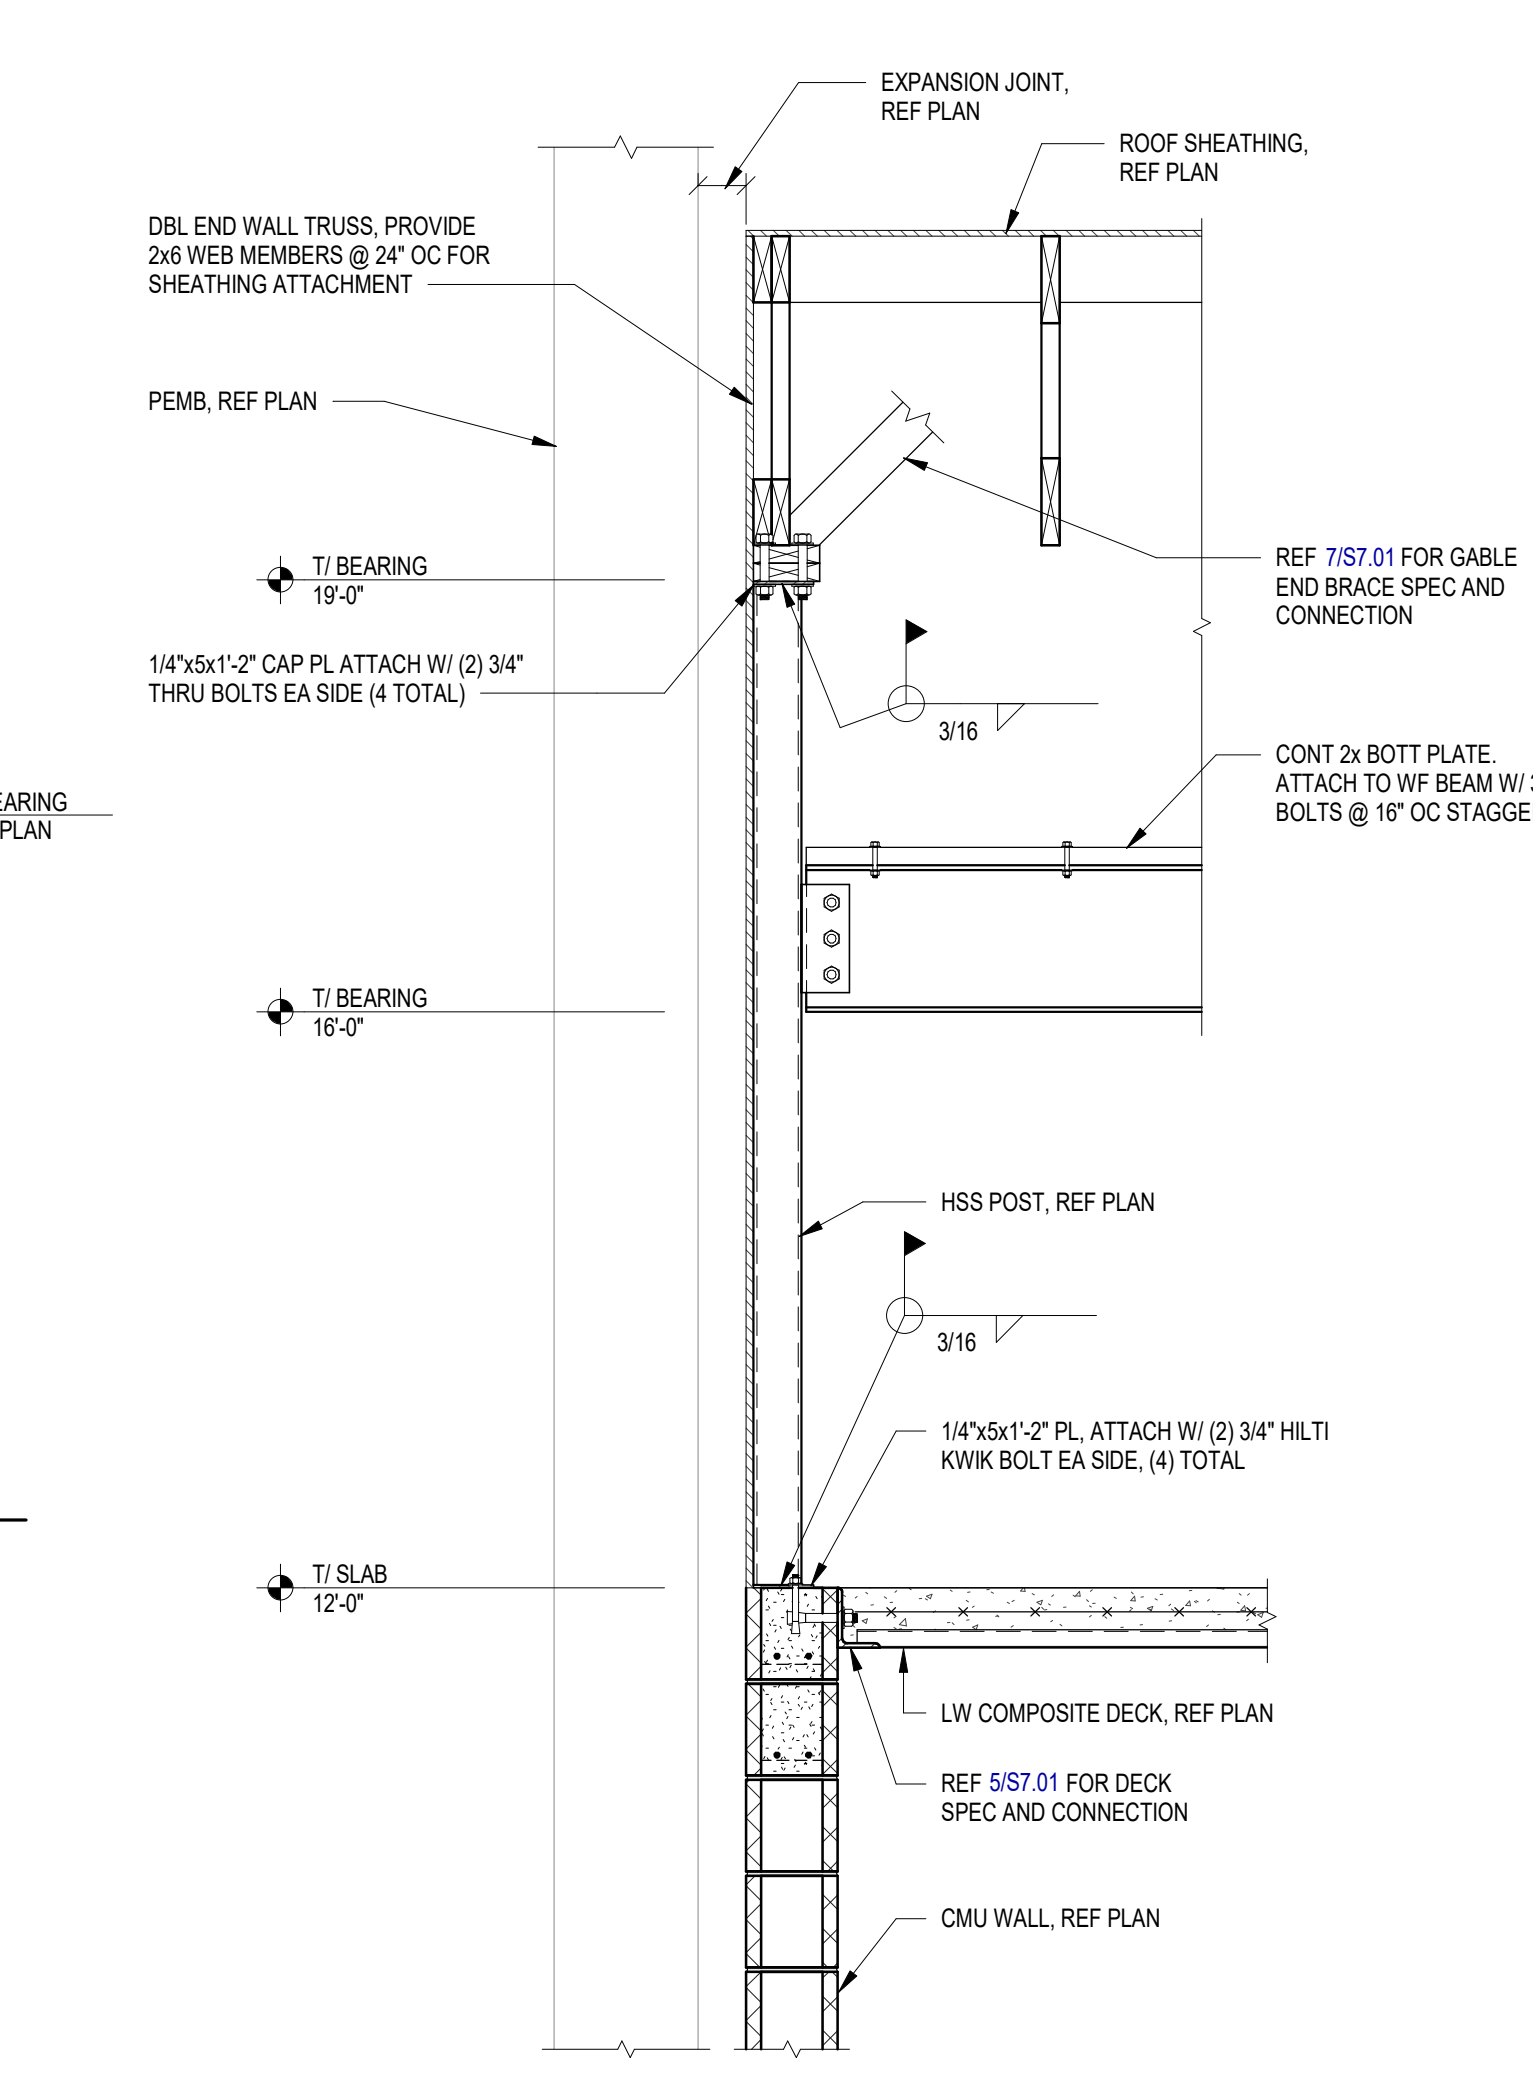 EXPANSION JOINT,
REF PLAN
ROOF SHEATHING,
REF PLAN
DBL END WALL TRUSS, PROVIDE
2x6 WEB MEMBERS @ 24" OC FOR
SHEATHING ATTACHMENT
PEMB, REF PLAN
REF 7/S7.01 FOR GABLE
END BRACE SPEC AND
CONNECTION
T/ BEARING
19'-0"
1/4"x5x1'-2" CAP PL ATTACH W/ (2) 3/4"
THRU BOLTS EA SIDE (4 TOTAL)
3/16
CONT 2x BOTT PLATE.
ATTACH TO WF BEAM W/
BOLTS @ 16" OC
EARING
PLAN
T/ BEARING
16'-0"
HSS POST, REF PLAN
3/16
1/4"x5x1'-2" PL, ATTACH W/ (2) 3/4" HILTI
KWIK BOLT EA SIDE, (4) TOTAL
T/ SLAB
12'-0"
LW COMPOSITE DECK, REF PLAN
REF 5/S7.01 FOR DECK
SPEC AND CONNECTION
CMU WALL, REF PLAN